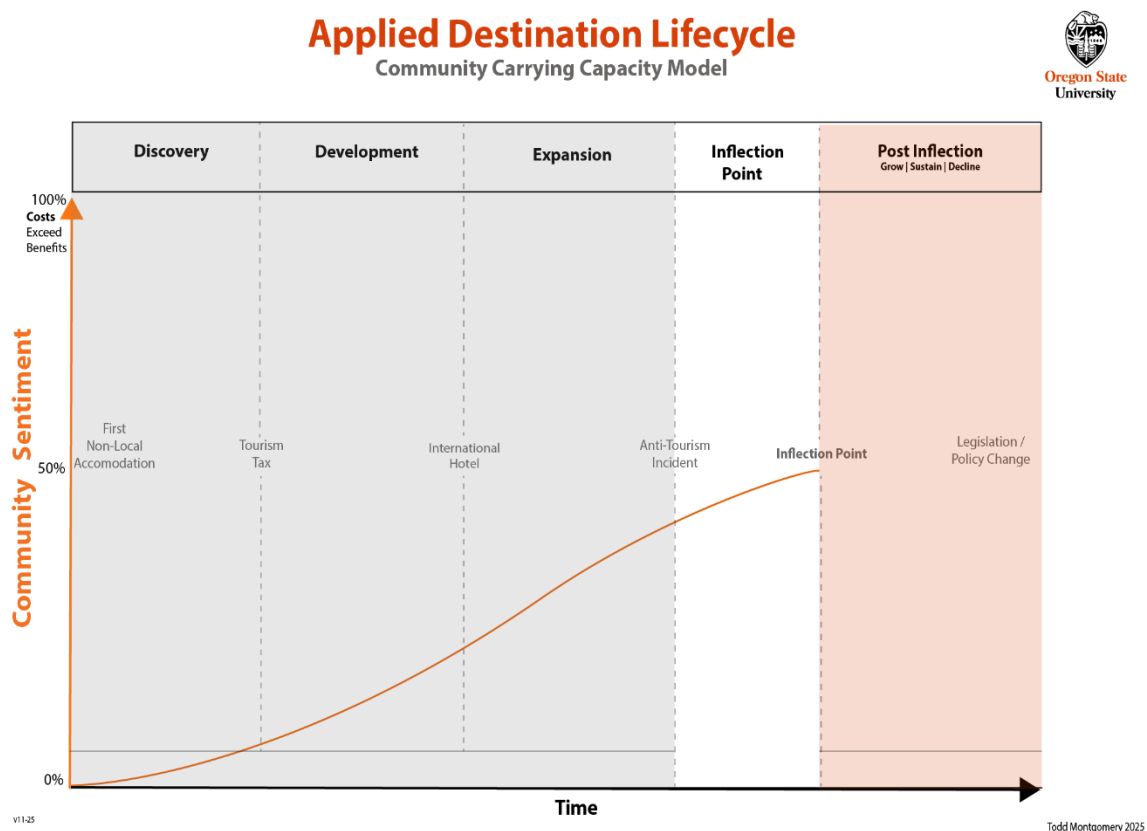 Applied Destination Lifecycle
Community Carrying Capacity Model
Oregon State
University
Discovery
Development
Expansion
Inflection
Point
Post Inflection
Grow | Sustain | Decline
100%
Costs
Exceed
Benefits
Community Sentiment
First
Non-Local
Accomodation
Tourism
Tax
International
Hotel
Anti-Tourism
Incident
Inflection Point
Legislation /
Policy Change
50%
0%
Time
v11-25
Todd Montgomery 2025